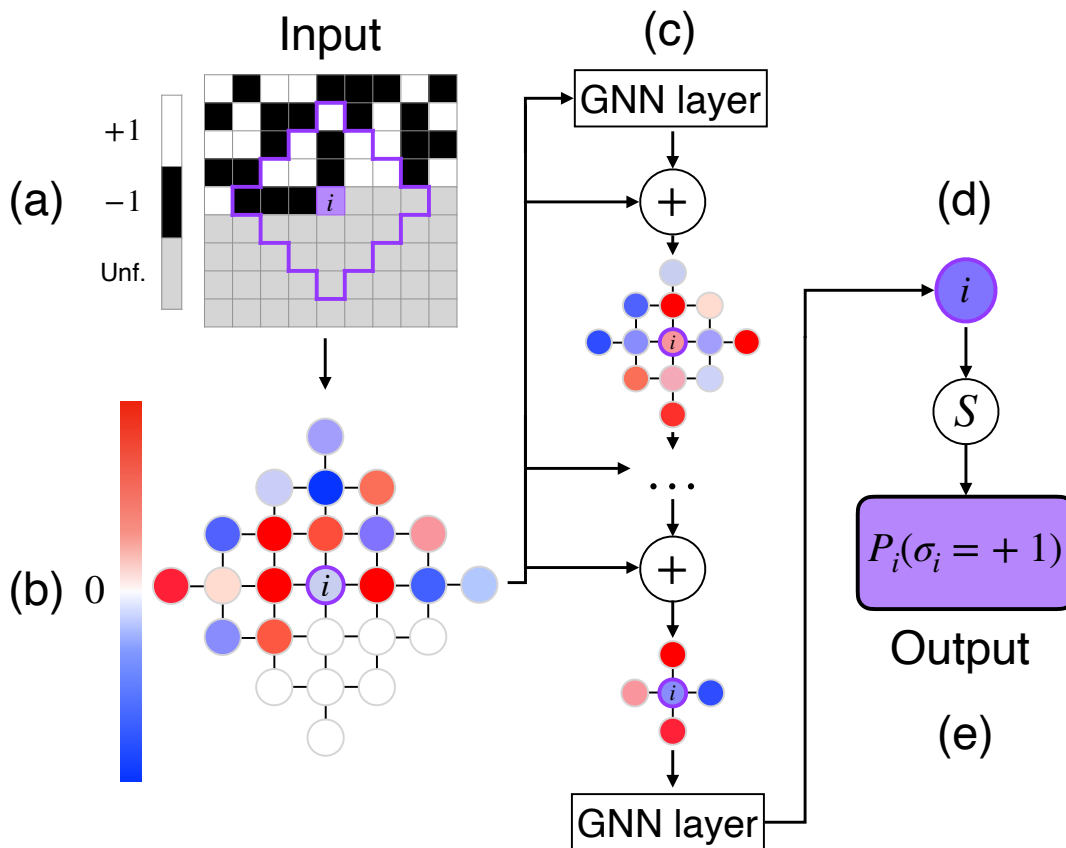 Input
(c)
GNN layer
+1
(a)
−1
i
Unf.
+
(d)
i
i
S
...
(b)
0
i
+
P_i(σ_i = + 1)
Output
i
(e)
GNN layer